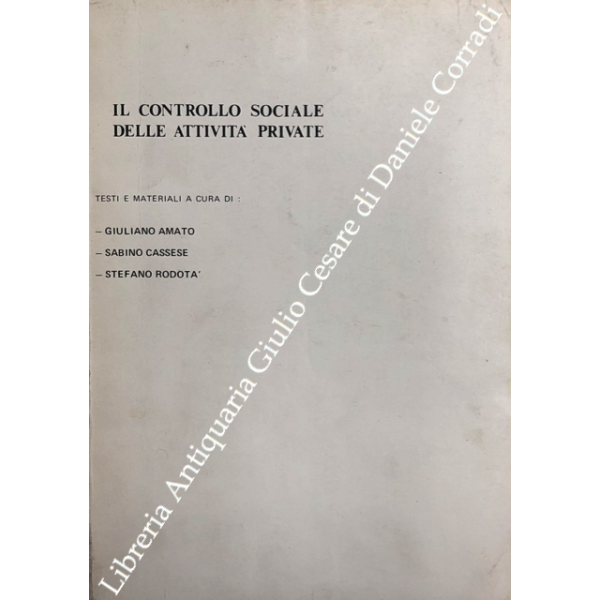 IL CONTROLLO SOCIALE
DELLE ATTIVITÀ PRIVATE
TESTI E MATERIALI A CURA DI :
– GIULIANO AMATO
– SABINO CASSESE
– STEFANO RODOTA'
Libreria Antiquaria Giulio Cesare di Daniele Corradi